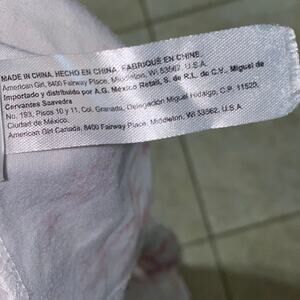 MADE IN CHINA. HECHO EN CHINA. FABRIQUÉ EN CHINE.
American Girl, 8400 Fairway Place, Middleton, WI 53562, U.S.A.
Importado y distribuido por A.G. México Retail, S. de R.L. de C.V., Miguel de
Cervantes Saavedra
No. 193, Pisos 10 y 11, Col. Granada, Delegación Miguel Hidalgo, C.P. 11520,
Ciudad de México.
American Girl Canada, 8400 Fairway Place, Middleton, WI 53562, U.S.A.